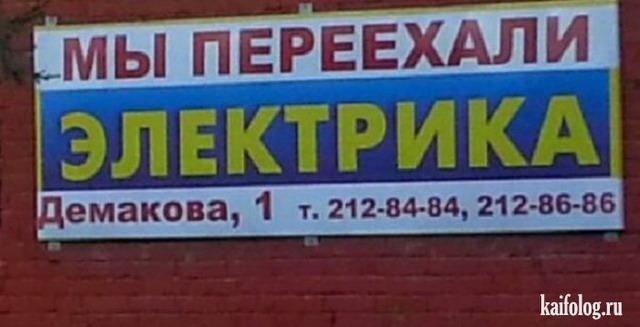 МЫ ПЕРЕЕХАЛИ
ЭЛЕКТРИКА
Демакова, 1 т. 212-84-84, 212-86-86
kaifolog.ru